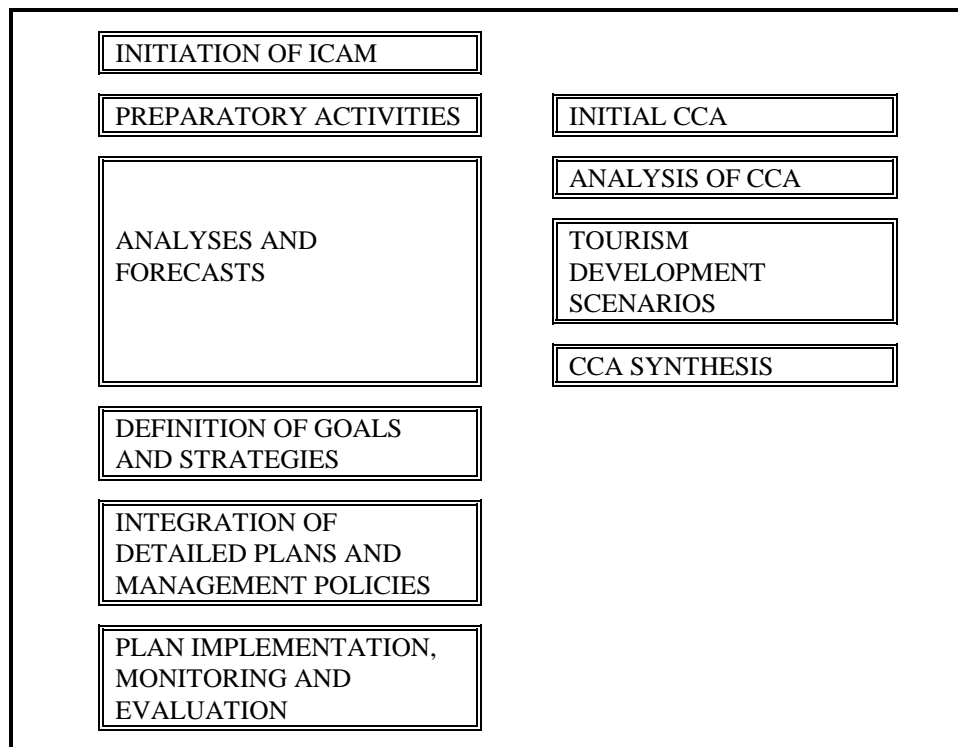 INITIATION OF ICAM
PREPARATORY ACTIVITIES
INITIAL CCA
ANALYSES AND
FORECASTS
ANALYSIS OF CCA
TOURISM
DEVELOPMENT
SCENARIOS
CCA SYNTHESIS
DEFINITION OF GOALS
AND STRATEGIES
INTEGRATION OF
DETAILED PLANS AND
MANAGEMENT POLICIES
PLAN IMPLEMENTATION,
MONITORING AND
EVALUATION